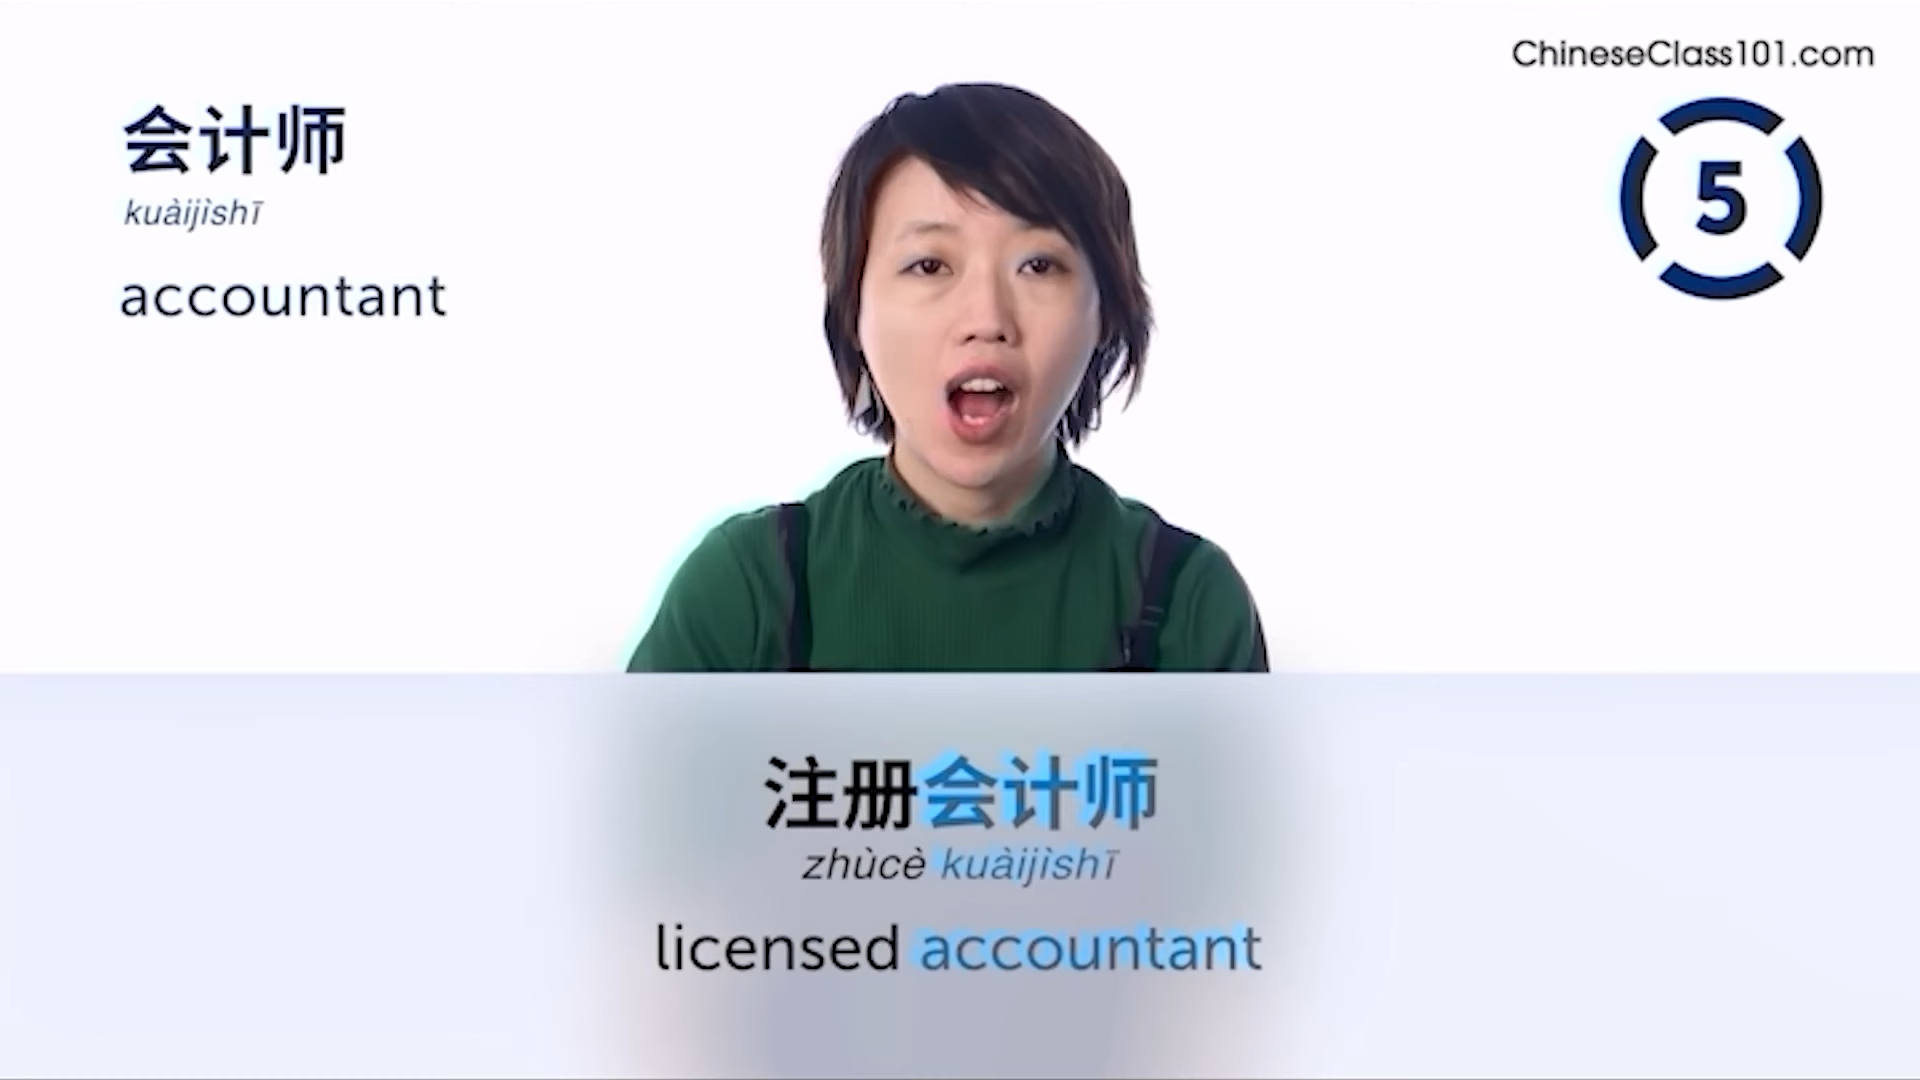 ChineseClass101.com
会计师
kuàijìshī
accountant
5
注册会计师
zhùcè kuàijìshī
licensed accountant